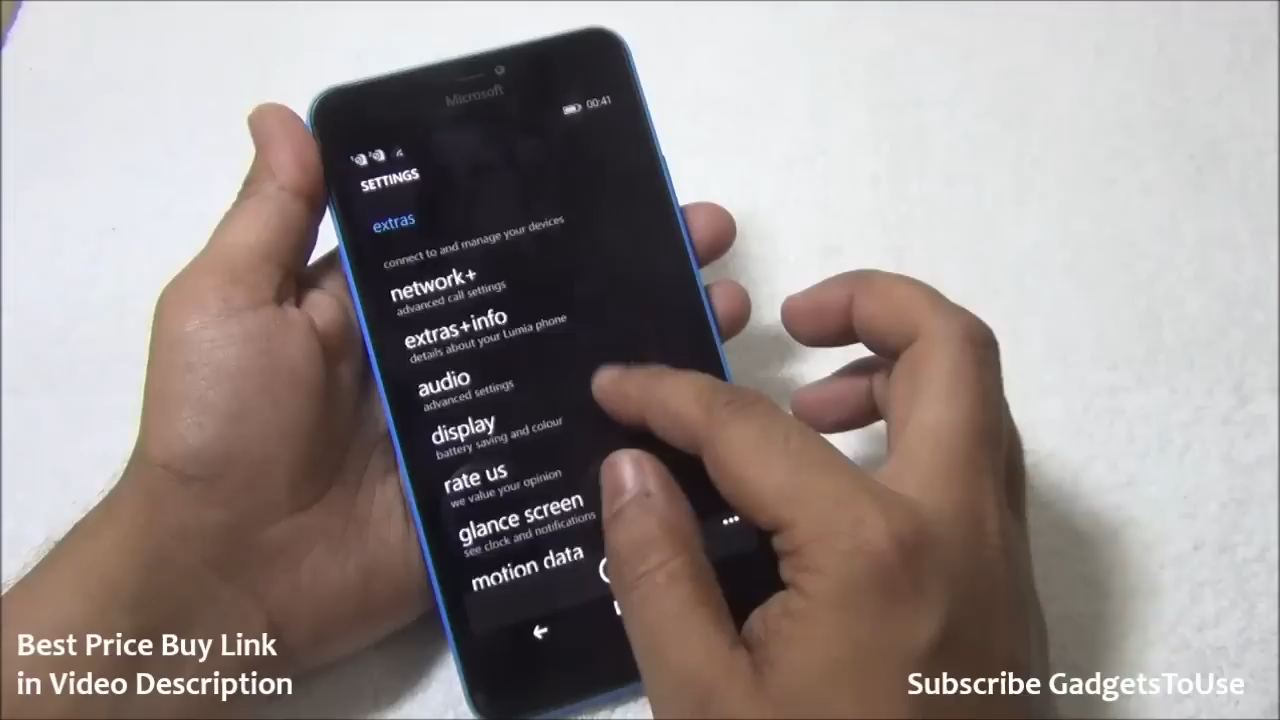 Microsoft
00:41
SETTINGS
extras
connect to and manage your devices
network+
advanced call settings
extras+info
details about your Lumia phone
audio
advanced settings
display
battery saving and colour
rate us
we value your opinion
glance screen
see clock and notifications
motion data
Best Price Buy Link
in Video Description
Subscribe GadgetsToUse